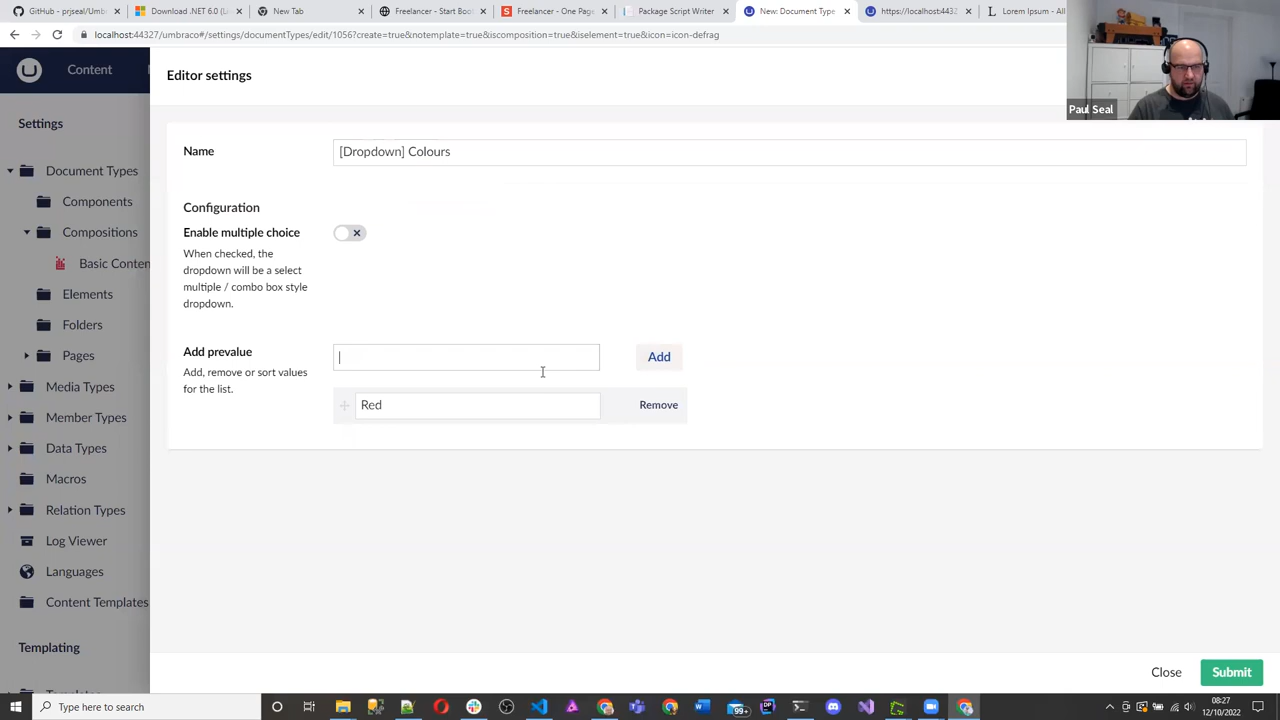 GitHub - prjseal/Umb
Download .NET 6.0 (Li
New Tab
Freelancer - Start Boo
Freelancer - One Page
Package Script Writer
New: Document Types
https://localhost:4432
Lorem Ipsum - All
localhost:44327/umbraco#/settings/documentTypes/edit/1056?create=true&notemplate=true&iscomposition=true&iselement=true&icon=icon-defrag
Content
Editor settings
Paul Seal
Settings
Name
[Dropdown] Colours
Document Types
Components
Configuration
Compositions
Enable multiple choice
When checked, the
dropdown will be a select
multiple / combo box style
dropdown.
Basic Conten
Elements
Folders
Pages
Add prevalue
Add
Add, remove or sort values
for the list.
Media Types
Red
Remove
Member Types
Data Types
Macros
Relation Types
Log Viewer
Languages
Content Templates
Templating
Templates
Close
Submit
Type here to search
99+
08:27
12/10/2022